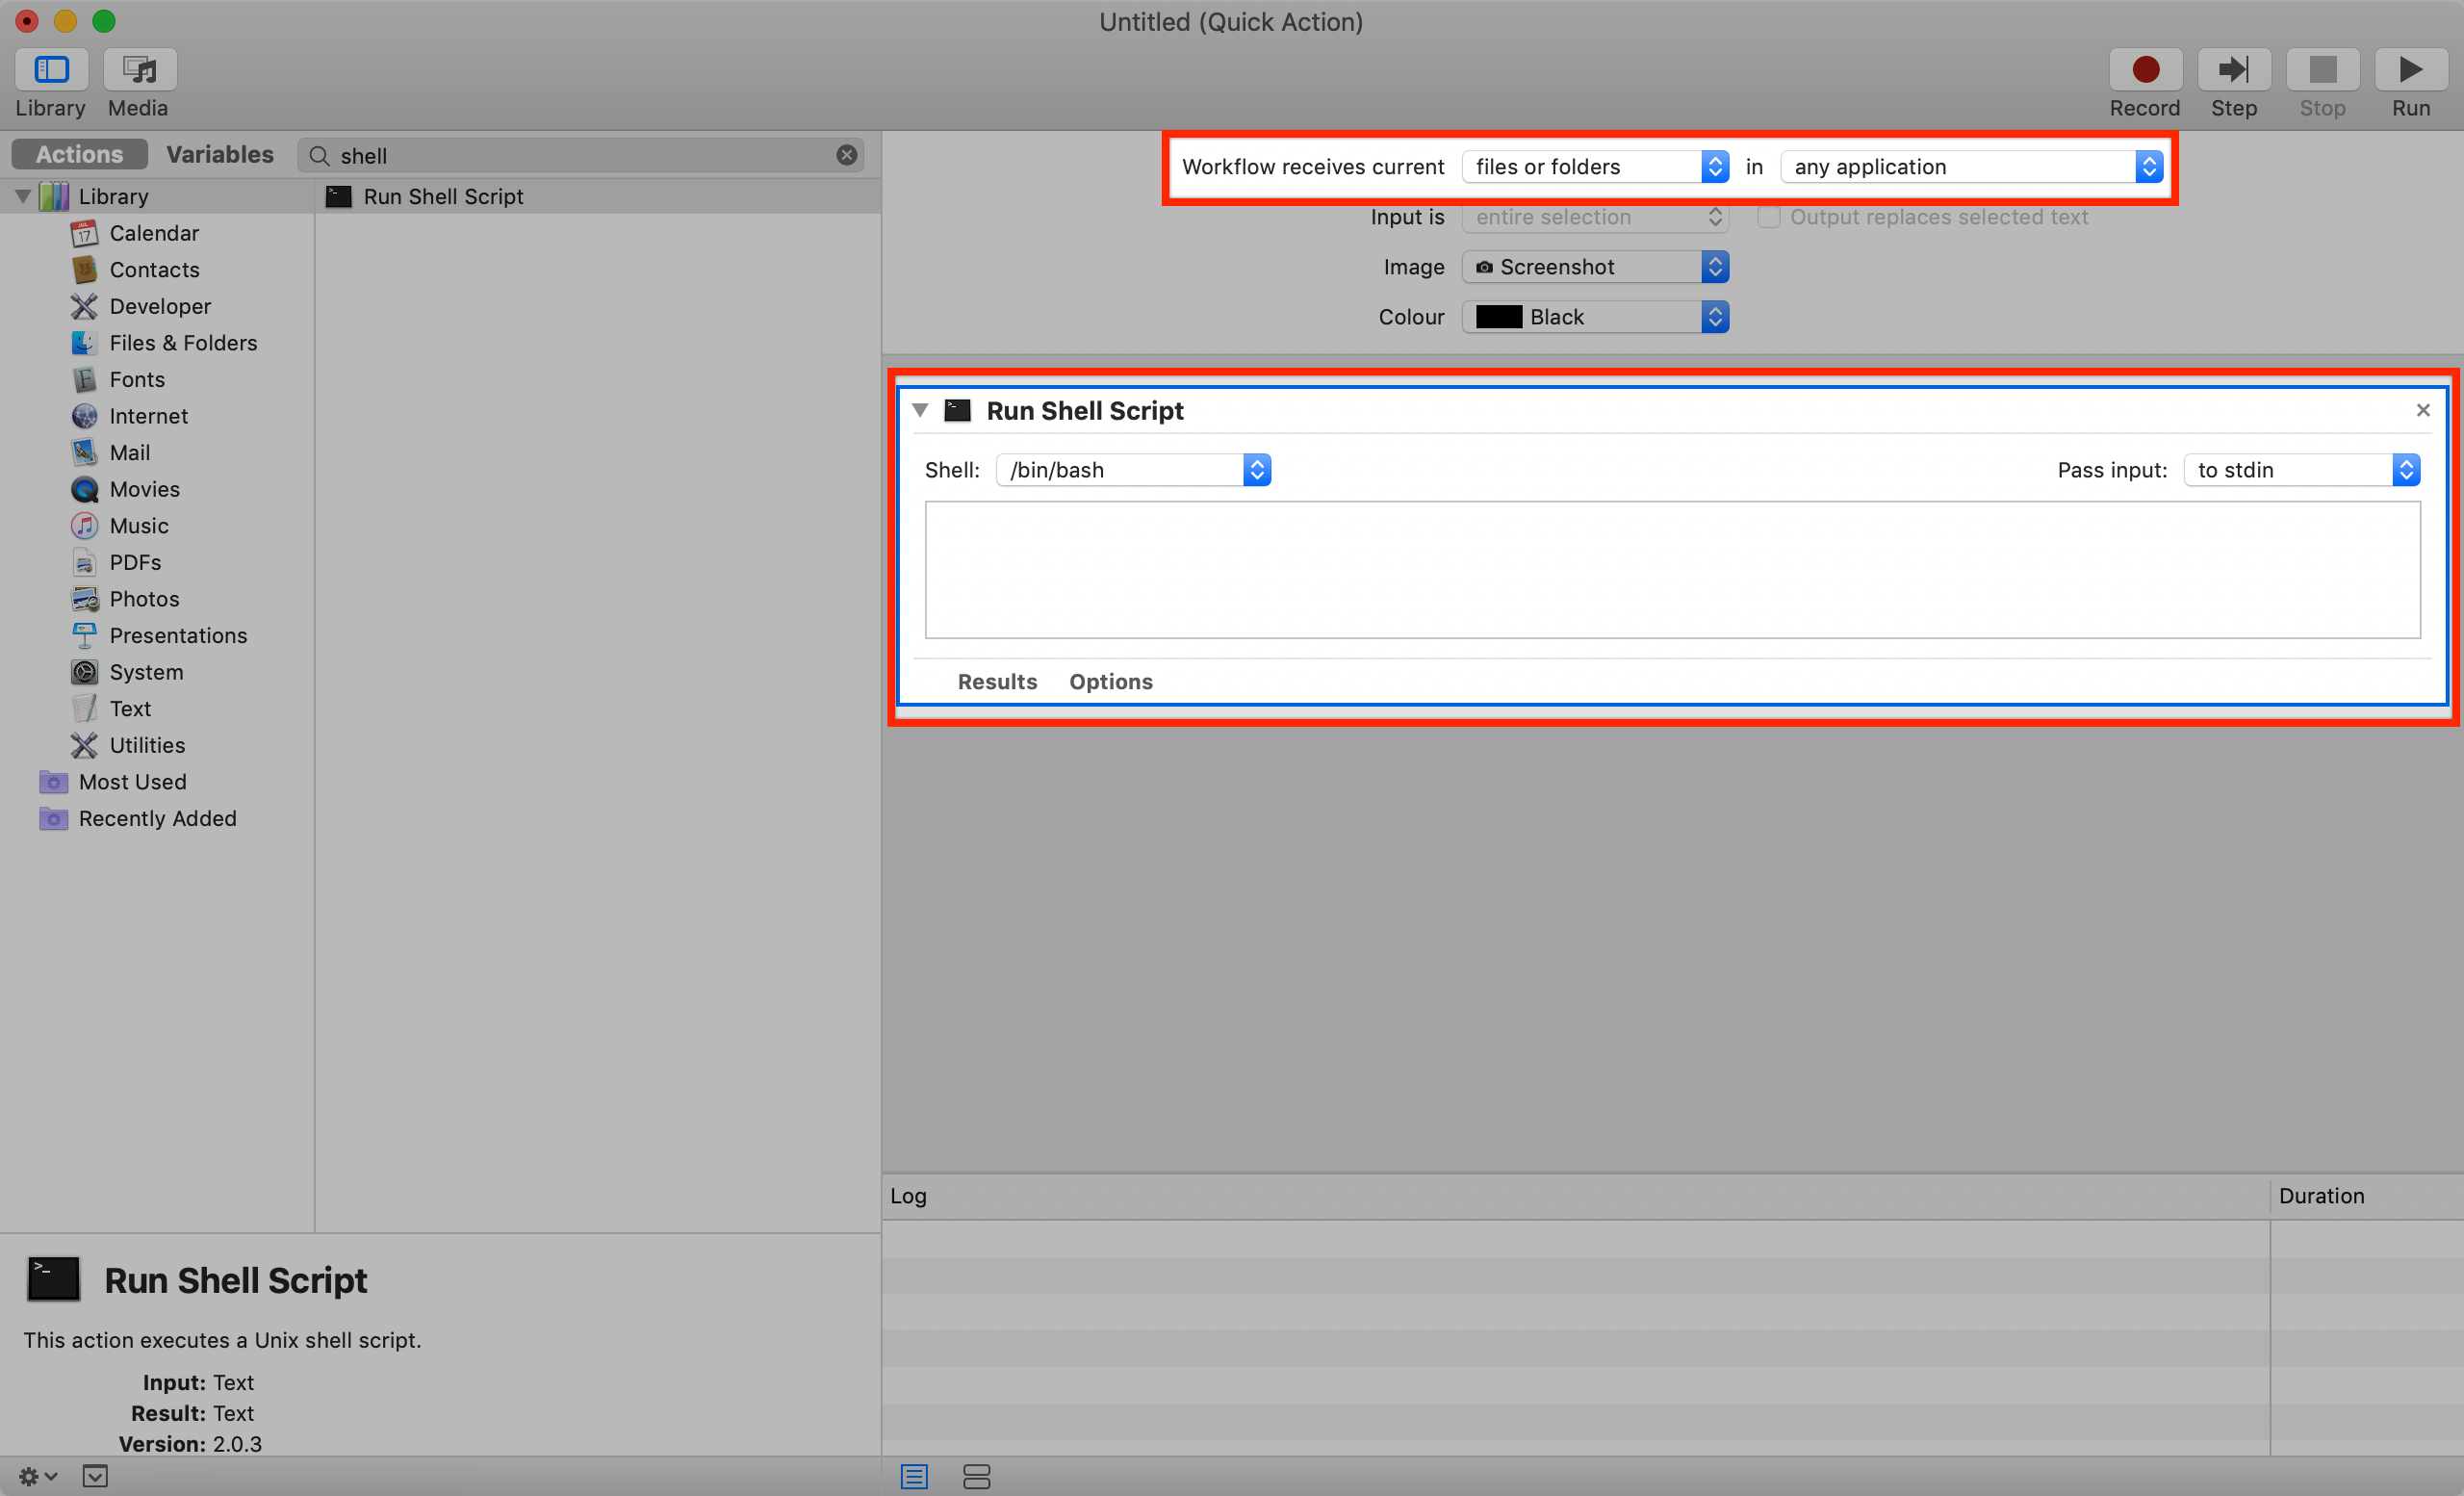 Untitled (Quick Action)
Library Media
Record Step Stop Run
Actions Variables shell
Library
Calendar
Contacts
Developer
Files & Folders
Fonts
Internet
Mail
Movies
Music
PDFs
Photos
Presentations
System
Text
Utilities
Most Used
Recently Added
Run Shell Script
Workflow receives current files or folders in any application
Input is entire selection Output replaces selected text
Image Screenshot
Colour Black
Run Shell Script
Shell: /bin/bash Pass input: to stdin
Results Options
Log Duration
Run Shell Script
This action executes a Unix shell script.
Input: Text
Result: Text
Version: 2.0.3